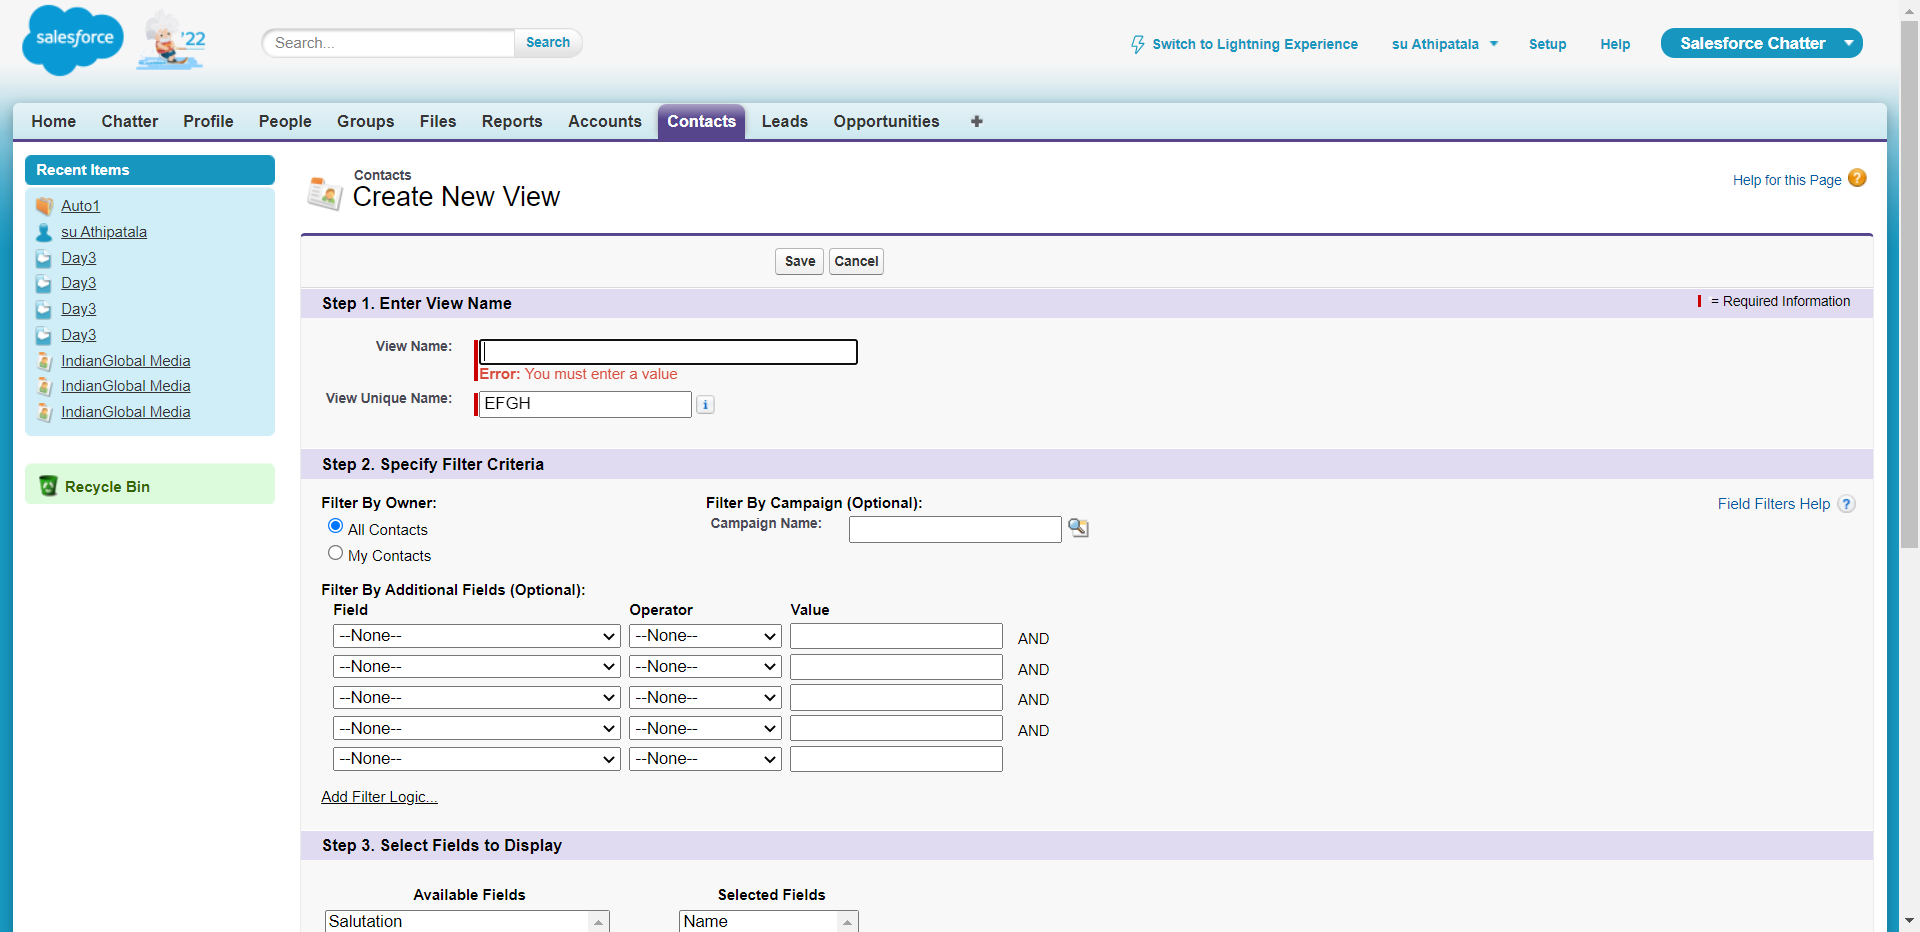 salesforce
'22
Search...
Search
Switch to Lightning Experience
su Athipatala
Setup
Help
Salesforce Chatter
Home
Chatter
Profile
People
Groups
Files
Reports
Accounts
Contacts
Leads
Opportunities
+
Recent Items
Auto1
su Athipatala
Day3
Day3
Day3
Day3
IndianGlobal Media
IndianGlobal Media
IndianGlobal Media
Recycle Bin
Contacts
Create New View
Help for this Page
?
Save
Cancel
Step 1. Enter View Name
= Required Information
View Name:
Error: You must enter a value
View Unique Name:
EFGH
i
Step 2. Specify Filter Criteria
Filter By Owner:
All Contacts
My Contacts
Filter By Campaign (Optional):
Campaign Name:
Field Filters Help
?
Filter By Additional Fields (Optional):
Field Operator Value
--None-- --None-- AND
--None-- --None-- AND
--None-- --None-- AND
--None-- --None-- AND
--None-- --None--
Add Filter Logic...
Step 3. Select Fields to Display
Available Fields
Selected Fields
Salutation
Name